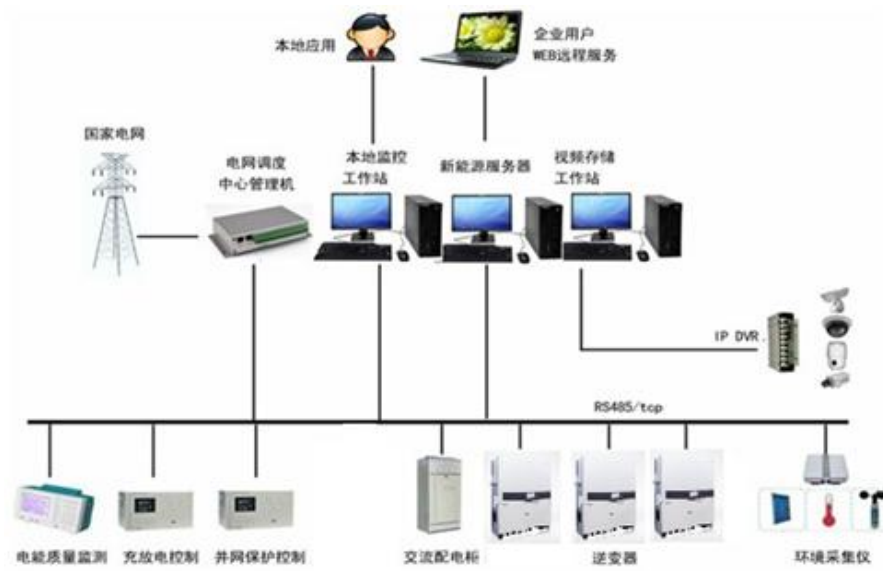 本地应用
企业用户
WEB远程服务
国家电网
电网调度
中心管理机
本地监控
工作站
新能源服务器
视频存储
工作站
IP DVR.
RS485/tcp
电能质量监测
充放电控制
并网保护控制
交流配电柜
逆变器
环境采集仪